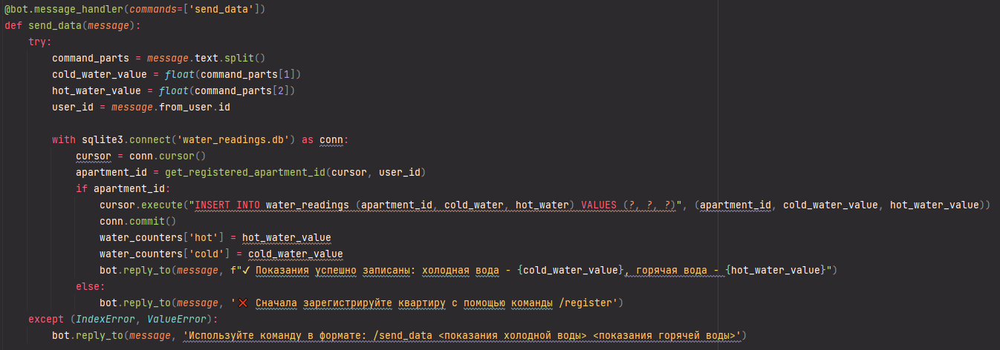 @bot.message_handler(commands=['send_data'])
def send_data(message):
    try:
        command_parts = message.text.split()
        cold_water_value = float(command_parts[1])
        hot_water_value = float(command_parts[2])
        user_id = message.from_user.id

        with sqlite3.connect('water_readings.db') as conn:
            cursor = conn.cursor()
            apartment_id = get_registered_apartment_id(cursor, user_id)
            if apartment_id:
                cursor.execute("INSERT INTO water_readings (apartment_id, cold_water, hot_water) VALUES (?, ?, ?)", (apartment_id, cold_water_value, hot_water_value))
                conn.commit()
                water_counters['hot'] = hot_water_value
                water_counters['cold'] = cold_water_value
                bot.reply_to(message, f"✓ Показания успешно записаны: холодная вода - {cold_water_value}, горячая вода - {hot_water_value}")
            else:
                bot.reply_to(message, '❌ Сначала зарегистрируйте квартиру с помощью команды /register')
    except (IndexError, ValueError):
        bot.reply_to(message, 'Используйте команду в формате: /send_data <показания холодной воды> <показания горячей воды>')